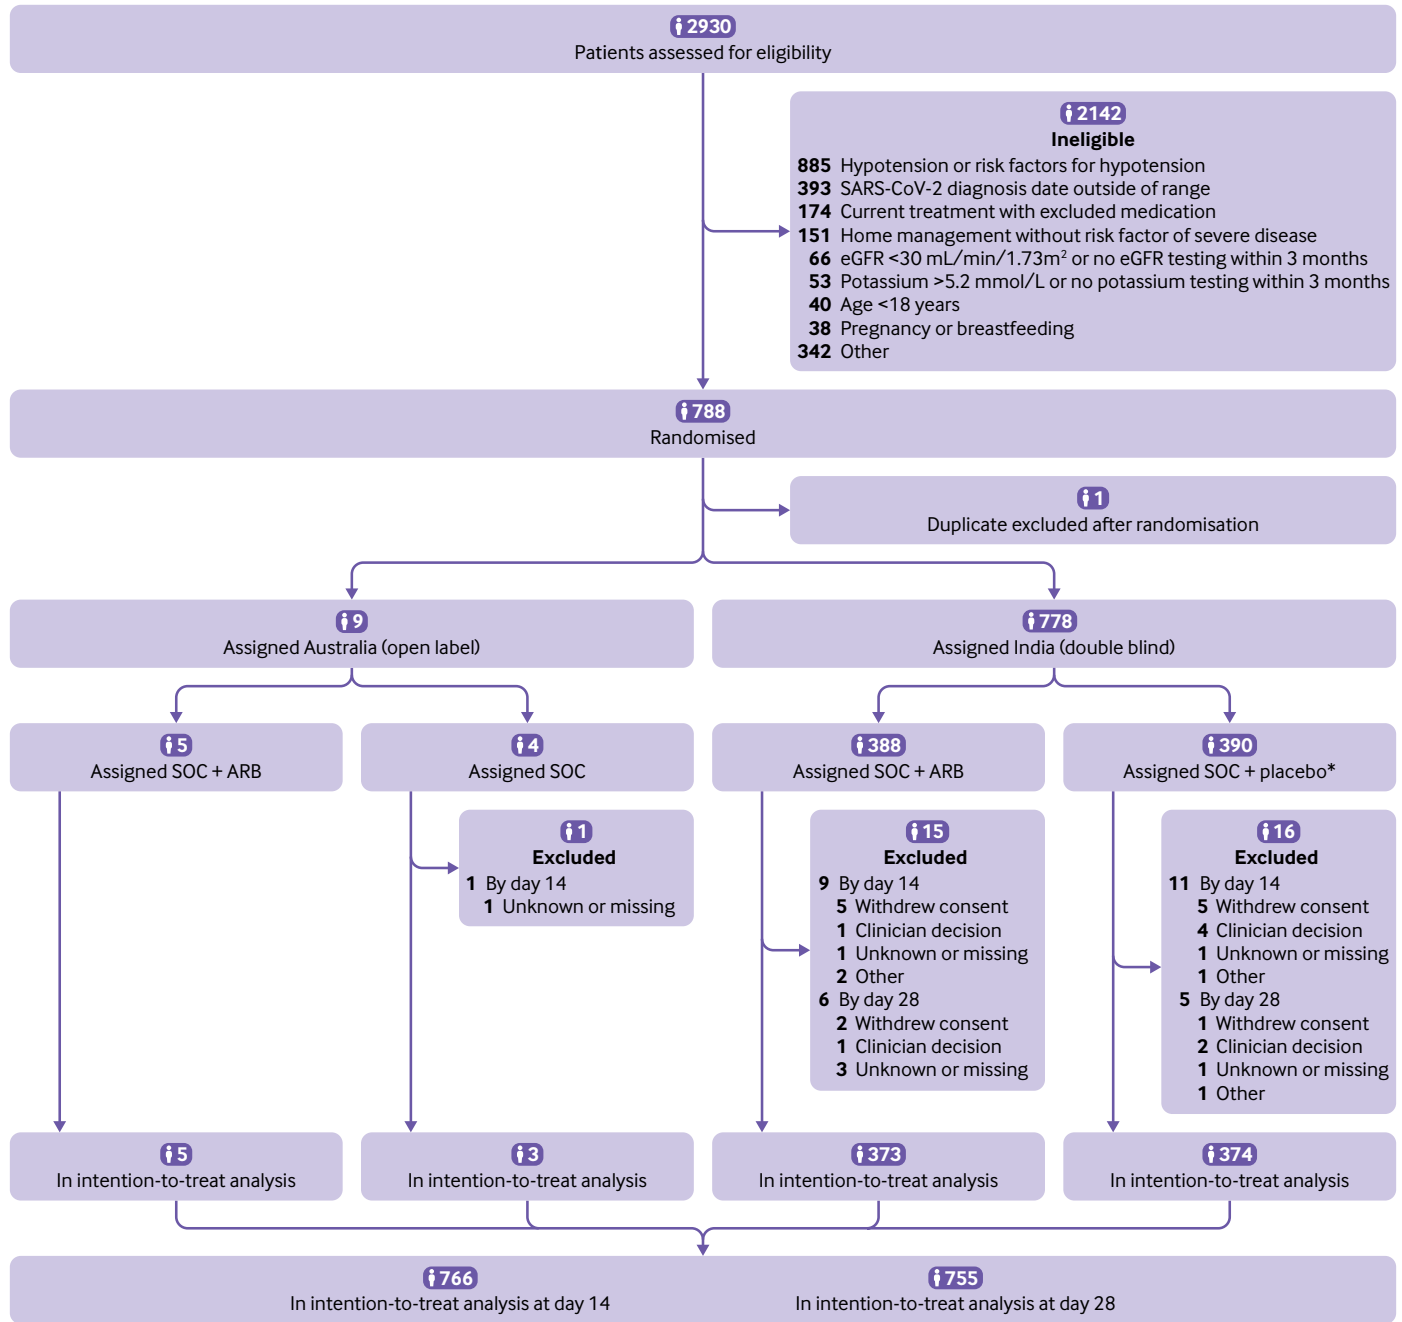 2930
Patients assessed for eligibility
2142
Ineligible
885 Hypotension or risk factors for hypotension
393 SARS-CoV-2 diagnosis date outside of range
174 Current treatment with excluded medication
151 Home management without risk factor of severe disease
66 eGFR <30 mL/min/1.73m² or no eGFR testing within 3 months
53 Potassium >5.2 mmol/L or no potassium testing within 3 months
40 Age <18 years
38 Pregnancy or breastfeeding
342 Other
788
Randomised
1
Duplicate excluded after randomisation
9
Assigned Australia (open label)
778
Assigned India (double blind)
5
Assigned SOC + ARB
4
Assigned SOC
388
Assigned SOC + ARB
390
Assigned SOC + placebo*
1
Excluded
1 By day 14
1 Unknown or missing
15
Excluded
9 By day 14
5 Withdrew consent
1 Clinician decision
1 Unknown or missing
2 Other
6 By day 28
2 Withdrew consent
1 Clinician decision
3 Unknown or missing
16
Excluded
11 By day 14
5 Withdrew consent
4 Clinician decision
1 Unknown or missing
1 Other
5 By day 28
1 Withdrew consent
2 Clinician decision
1 Unknown or missing
1 Other
5
In intention-to-treat analysis
3
In intention-to-treat analysis
373
In intention-to-treat analysis
374
In intention-to-treat analysis
766
In intention-to-treat analysis at day 14
755
In intention-to-treat analysis at day 28